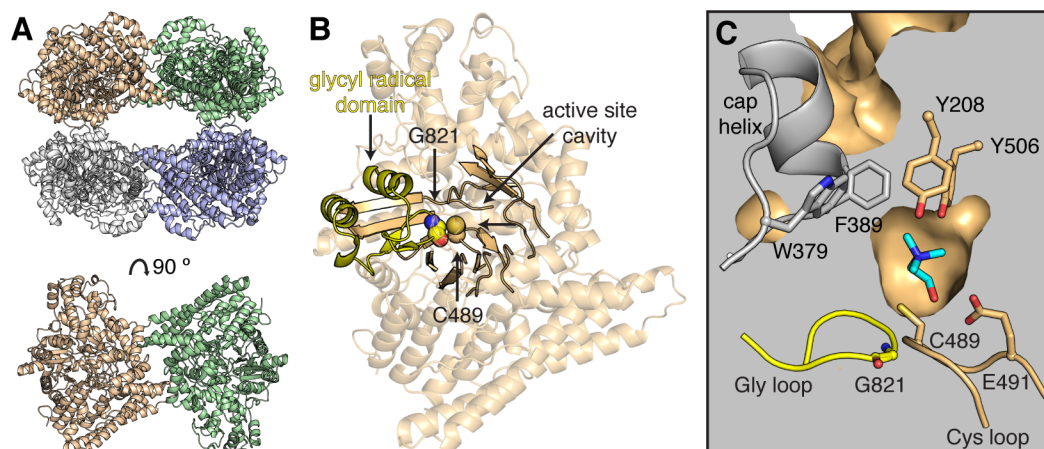 A
90 º
B
glycyl radical
domain
G821
active site
cavity
C489
C
cap
helix
Y208
Y506
F389
W379
C489
Gly loop
G821
E491
Cys loop